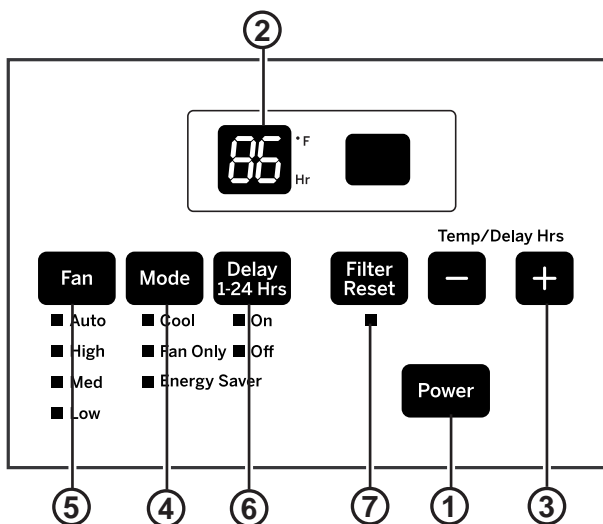 2
86
°F
Hr
Temp/Delay Hrs
Fan
Mode
Delay
1-24 Hrs
Filter
Reset
−
+
Auto
High
Med
Low
Cool
Fan Only
Energy Saver
On
Off
Power
5
4
6
7
1
3